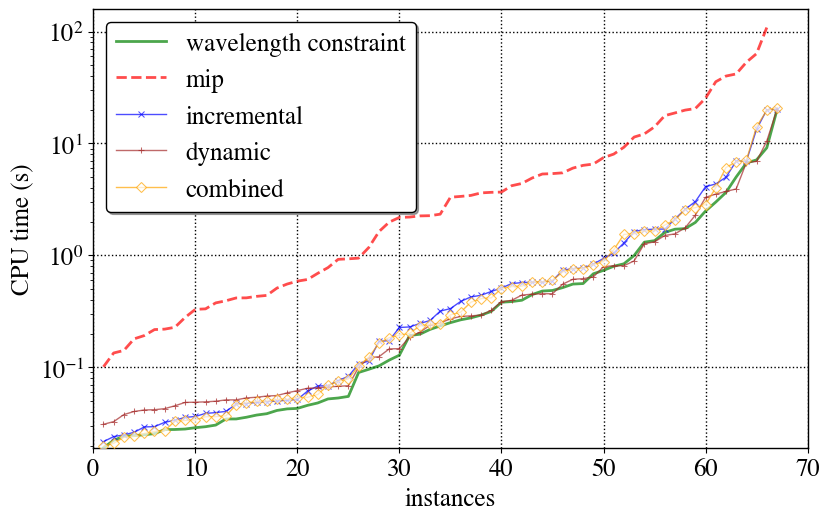 10²
10¹
10⁰
10⁻¹
CPU time (s)
wavelength constraint
mip
incremental
dynamic
combined
0 10 20 30 40 50 60 70
instances